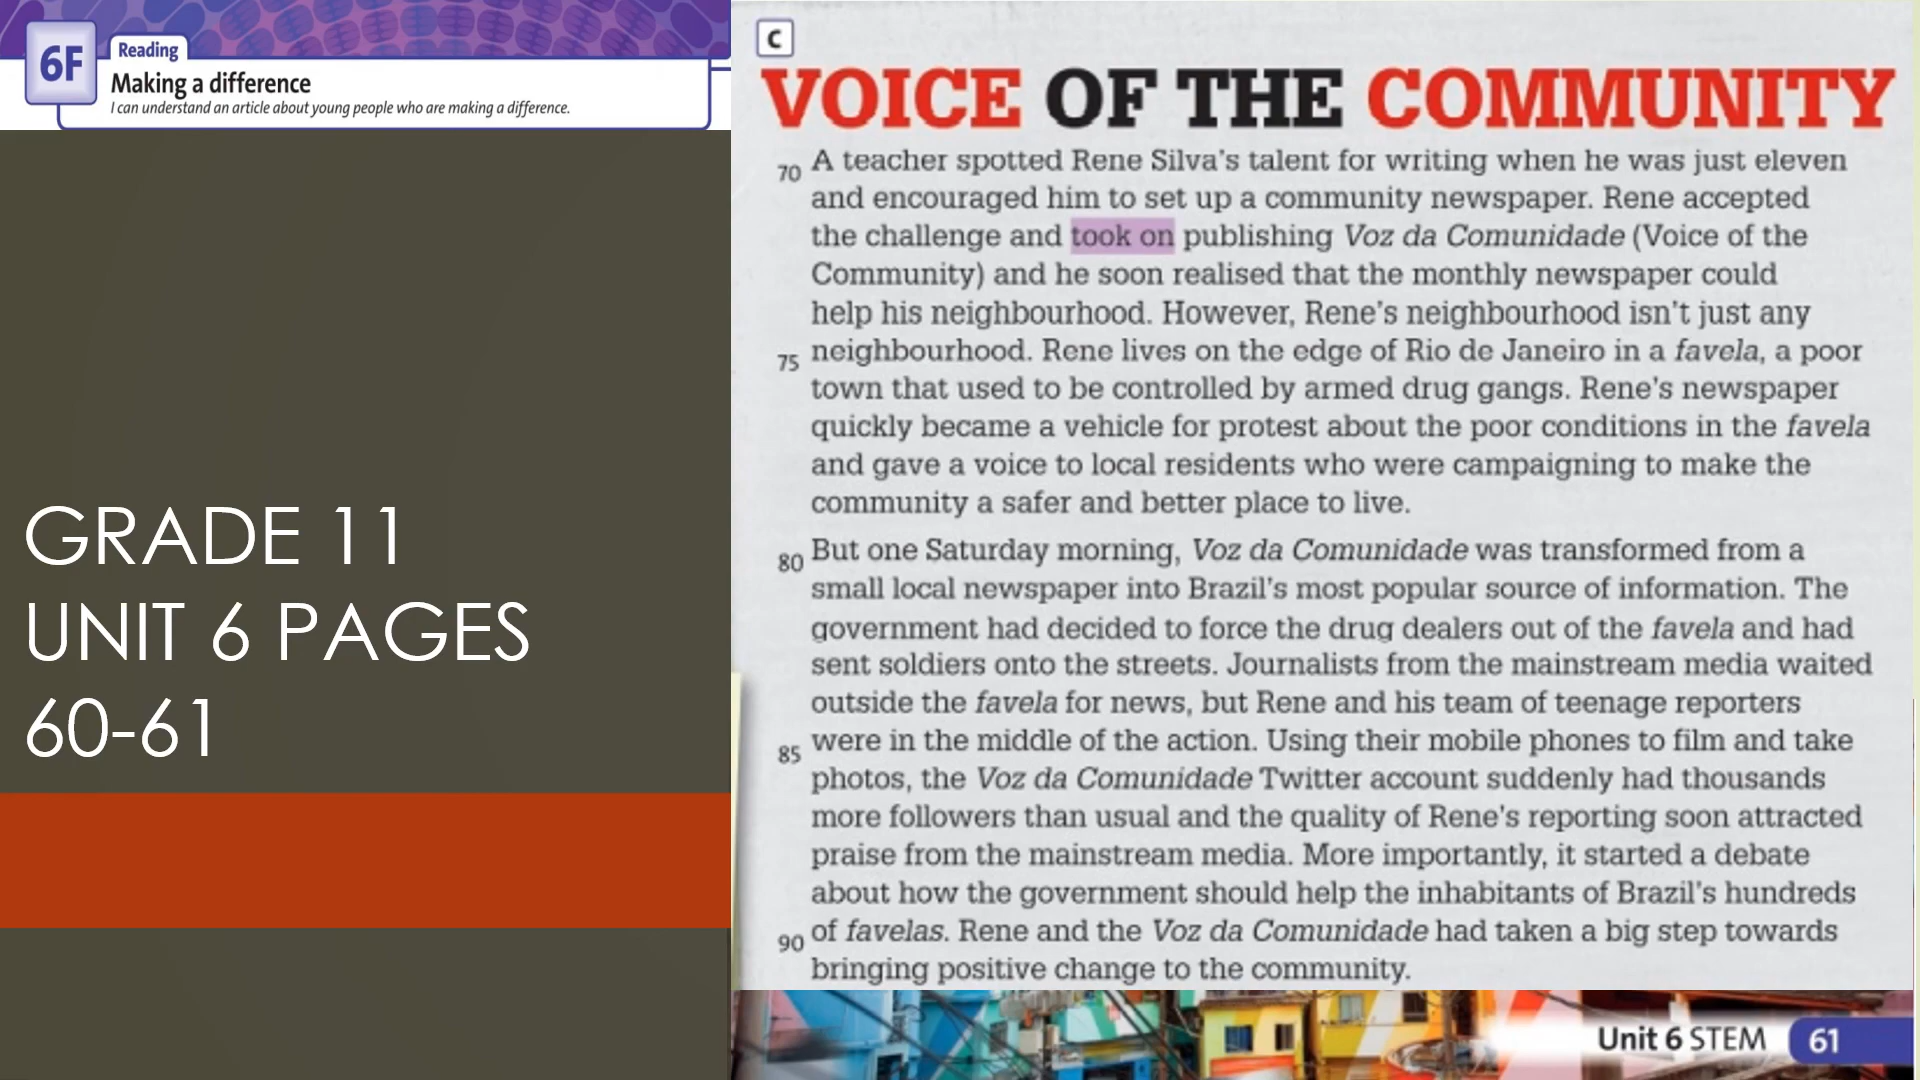 6F
Reading
Making a difference
I can understand an article about young people who are making a difference.
GRADE 11
UNIT 6 PAGES
60-61
C
VOICE OF THE COMMUNITY
70 A teacher spotted Rene Silva's talent for writing when he was just eleven
and encouraged him to set up a community newspaper. Rene accepted
the challenge and took on publishing Voz da Comunidade (Voice of the
Community) and he soon realised that the monthly newspaper could
help his neighbourhood. However, Rene's neighbourhood isn't just any
75 neighbourhood. Rene lives on the edge of Rio de Janeiro in a favela, a poor
town that used to be controlled by armed drug gangs. Rene's newspaper
quickly became a vehicle for protest about the poor conditions in the favela
and gave a voice to local residents who were campaigning to make the
community a safer and better place to live.
80 But one Saturday morning, Voz da Comunidade was transformed from a
small local newspaper into Brazil's most popular source of information. The
government had decided to force the drug dealers out of the favela and had
sent soldiers onto the streets. Journalists from the mainstream media waited
outside the favela for news, but Rene and his team of teenage reporters
85 were in the middle of the action. Using their mobile phones to film and take
photos, the Voz da Comunidade Twitter account suddenly had thousands
more followers than usual and the quality of Rene's reporting soon attracted
praise from the mainstream media. More importantly, it started a debate
about how the government should help the inhabitants of Brazil's hundreds
90 of favelas. Rene and the Voz da Comunidade had taken a big step towards
bringing positive change to the community.
Unit 6 STEM 61